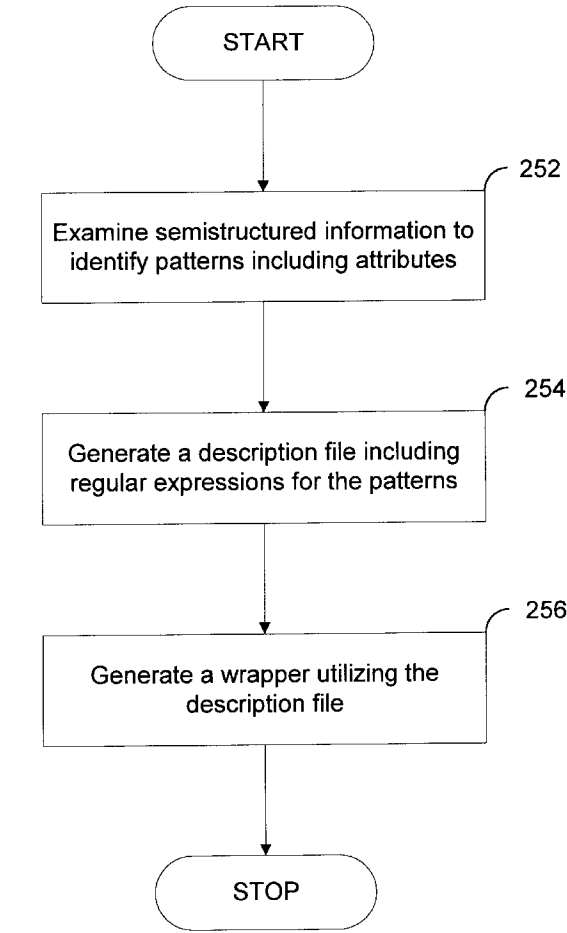 START
252
Examine semistructured information to
identify patterns including attributes
254
Generate a description file including
regular expressions for the patterns
256
Generate a wrapper utilizing the
description file
STOP